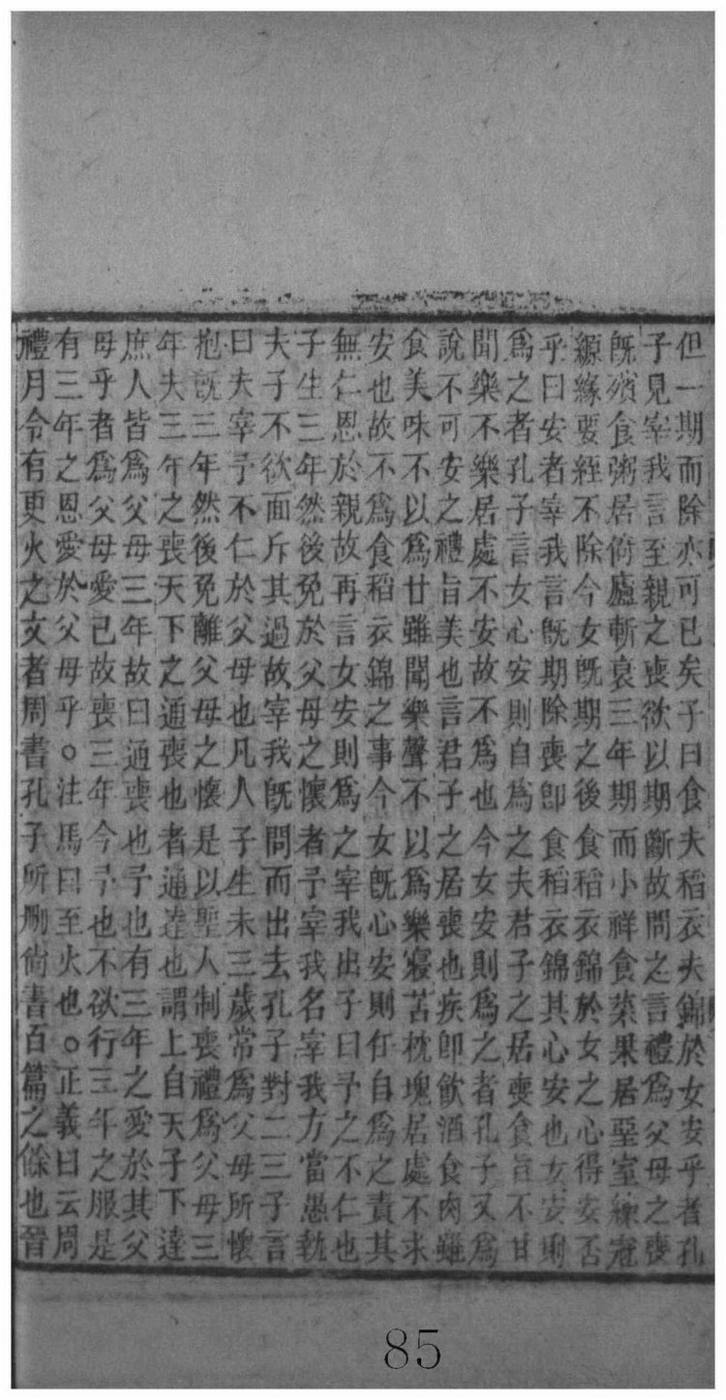 但一期而除亦可已矣子曰食夫稻衣夫錦於女安乎者孔
子見宰我言至親之喪欲以期斷故問之言禮爲父母之喪
旣殯食粥居倚廬斬衰三年期而小祥食菜果居堊室練冠
縓緣要絰不除今女旣期之後食稻衣錦於女之心得安否
乎曰安者宰我言旣期除喪卽食稻衣錦其心安也女安則
爲之者孔子言女心安則自爲之夫君子之居喪食旨不甘
聞樂不樂居處不安故不爲也今女安則爲之者孔子又爲
說不可安之禮旨美也言君子之居喪也疾卽飲酒食肉雖
食美味不以爲甘雖聞樂聲不以爲樂寢苫枕塊居處不求
安也故不爲食稻衣錦之事今女旣心安則任自爲之責其
無仁恩於親故再言女安則爲之宰我出子曰予之不仁也
子生三年然後免於父母之懷者予宰我名宰我方當愚執
夫子不欲面斥其過故宰我旣問而出去孔子對二三子言
曰夫宰予不仁於父母也凡人子生未三歲常爲父母所懷
抱旣三年然後免離父母之懷是以聖人制喪禮爲父母三
年夫三年之喪天下之通喪也者通達也謂上自天子下達
庶人皆爲父母三年故曰通喪也予也有三年之愛於其父
母乎者爲父母愛己故喪三年今予也不欲行三年之服是
有三年之恩愛於父母乎○注馬曰至火也○正義曰云周
禮月令有更火之文者周書孔子所刪尙書百篇之餘也晉
85